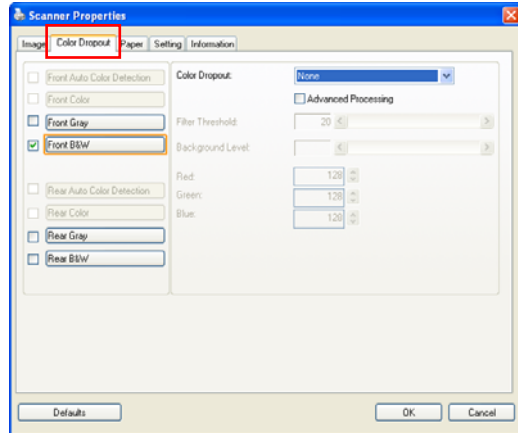 Scanner Properties
Image Color Dropout Paper Setting Information
Front Auto Color Detection
Front Color
Front Gray
Front B&W
Rear Auto Color Detection
Rear Color
Rear Gray
Rear B&W
Color Dropout: None
Advanced Processing
Filter Threshold: 20
Background Level:
Red: 128
Green: 128
Blue: 128
Defaults OK Cancel